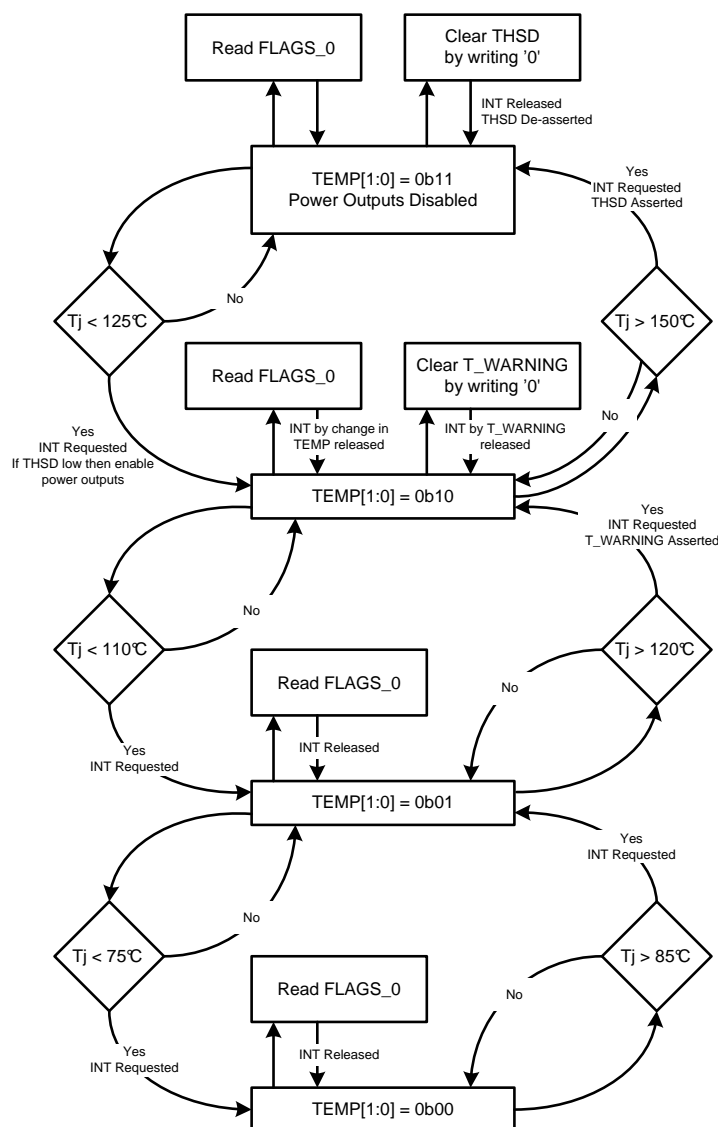 Read FLAGS_0
Clear THSD
by writing '0'
INT Released
THSD De-asserted
TEMP[1:0] = 0b11
Power Outputs Disabled
Yes
INT Requested
THSD Asserted
No
Tj < 125°C
Tj > 150°C
Read FLAGS_0
Clear T_WARNING
by writing '0'
No
Yes
INT Requested
If THSD low then enable
power outputs
INT by change in
TEMP released
INT by T_WARNING
released
TEMP[1:0] = 0b10
Yes
INT Requested
T_WARNING Asserted
No
Tj < 110°C
Tj > 120°C
Read FLAGS_0
No
Yes
INT Requested
INT Released
TEMP[1:0] = 0b01
Yes
INT Requested
No
Tj < 75°C
Tj > 85°C
Read FLAGS_0
No
Yes
INT Requested
INT Released
TEMP[1:0] = 0b00